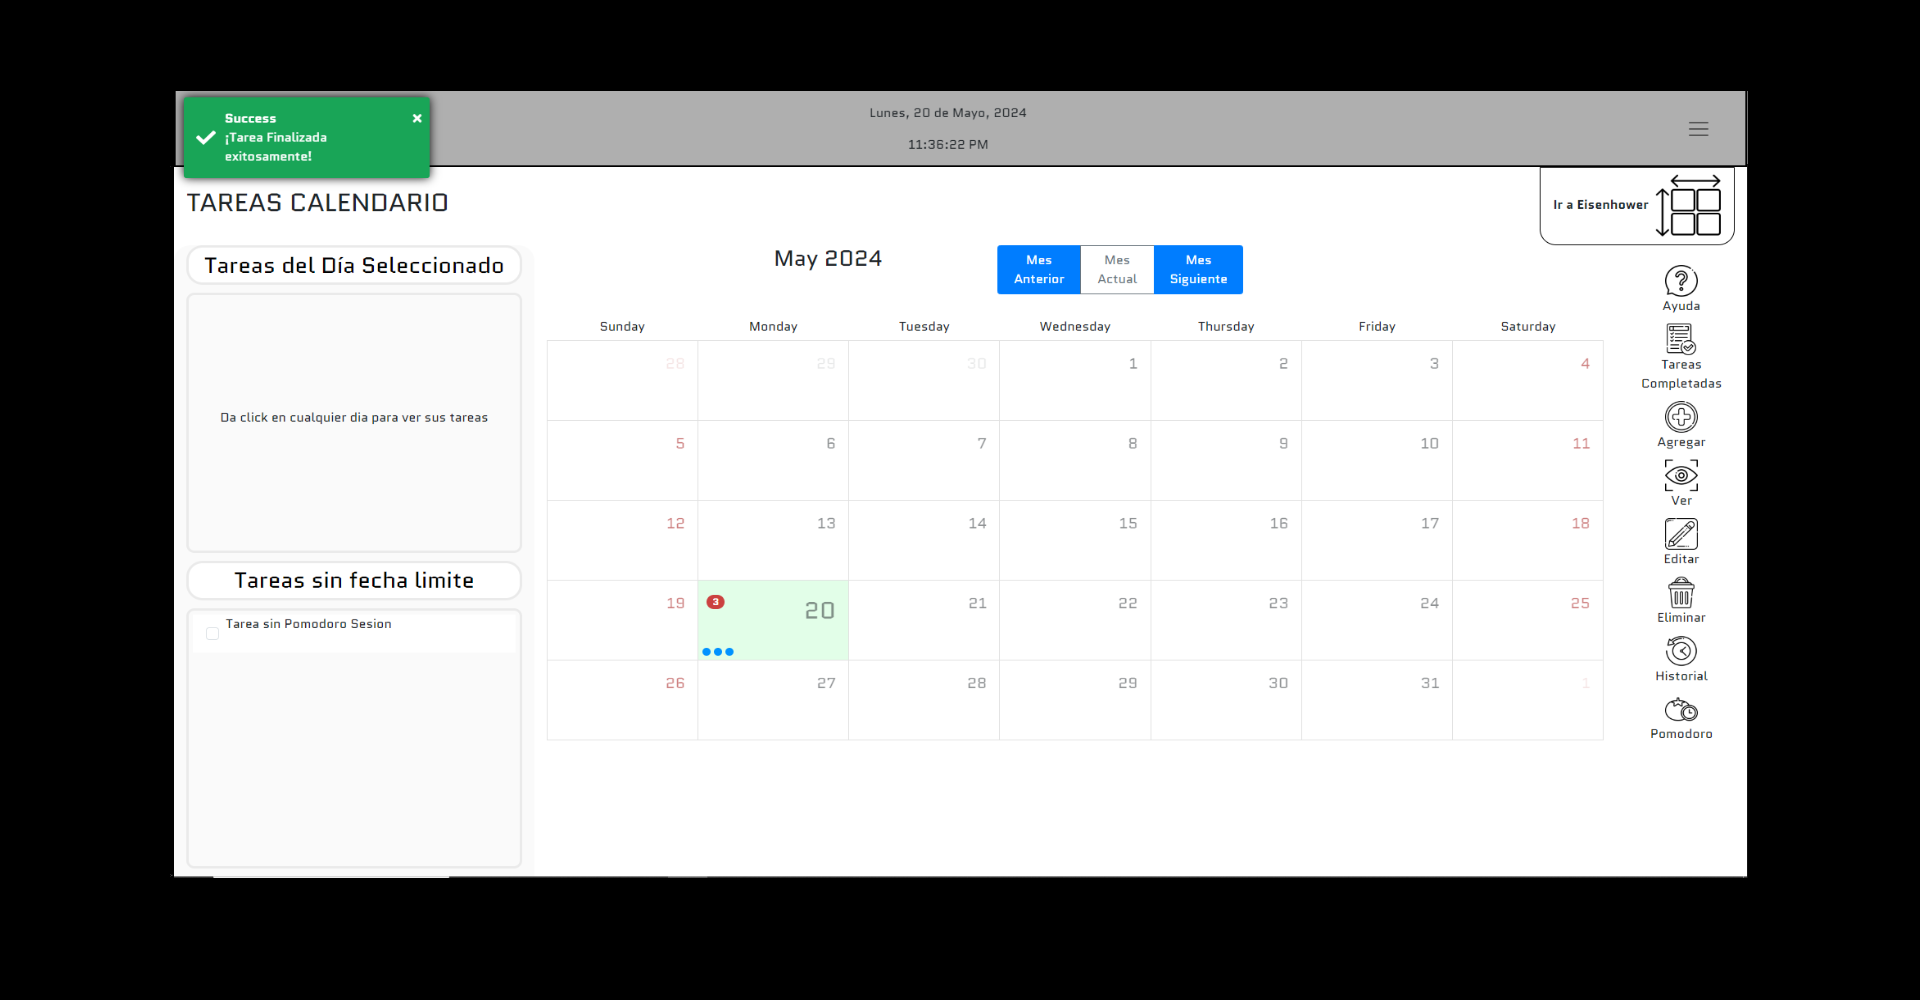 Success
¡Tarea Finalizada
exitosamente!
×
Lunes, 20 de Mayo, 2024
11:36:22 PM
TAREAS CALENDARIO
Ir a Eisenhower
Tareas del Día Seleccionado
Da click en cualquier dia para ver sus tareas
Tareas sin fecha limite
Tarea sin Pomodoro Sesion
May 2024
Mes Anterior
Mes Actual
Mes Siguiente
Sunday Monday Tuesday Wednesday Thursday Friday Saturday
28 29 30 1 2 3 4
5 6 7 8 9 10 11
12 13 14 15 16 17 18
19 3 20 21 22 23 24 25
26 27 28 29 30 31 1
Ayuda
Tareas
Completadas
Agregar
Ver
Editar
Eliminar
Historial
Pomodoro